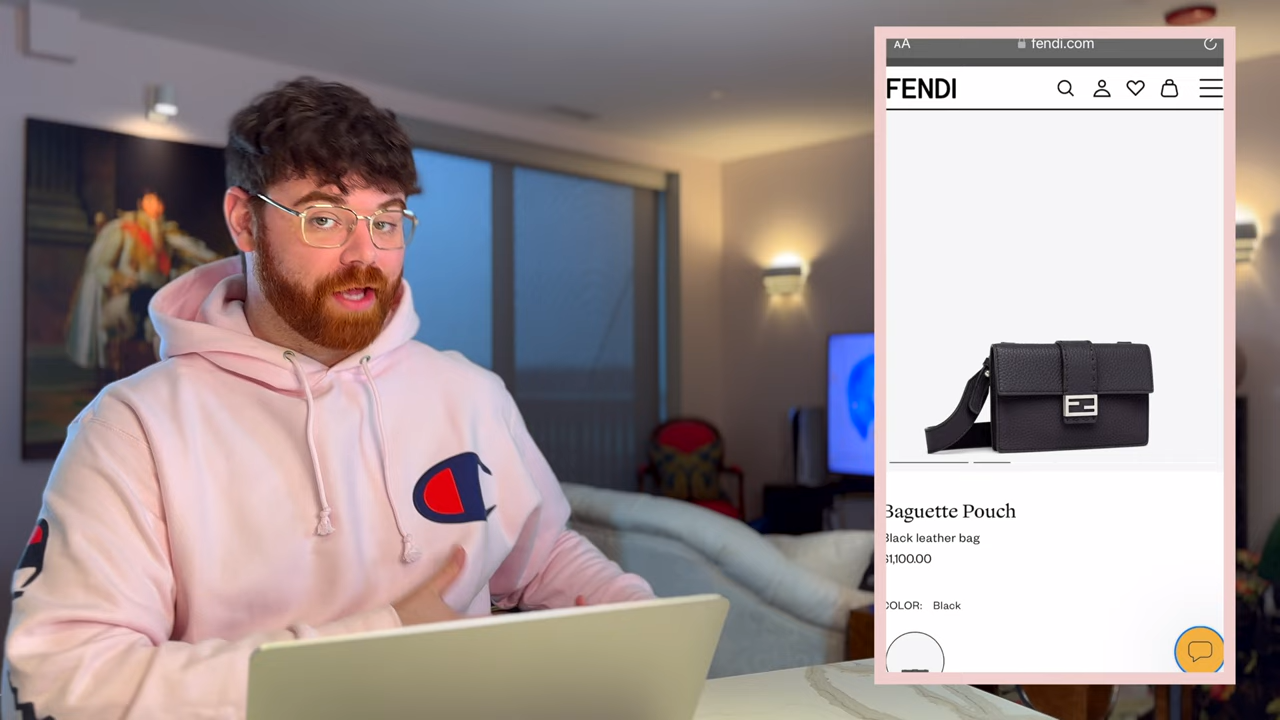 AA
fendi.com
FENDI
Baguette Pouch
Black leather bag
$1,100.00
COLOR: Black